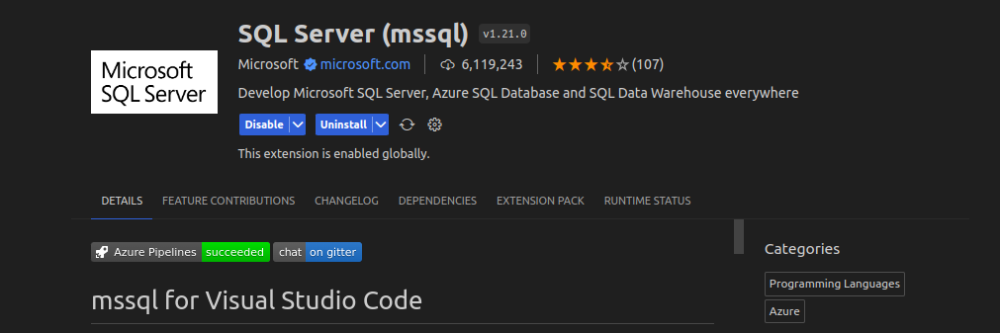 SQL Server (mssql) v1.21.0
Microsoft microsoft.com 6,119,243 (107)
Microsoft
SQL Server
Develop Microsoft SQL Server, Azure SQL Database and SQL Data Warehouse everywhere
Disable Uninstall
This extension is enabled globally.
DETAILS FEATURE CONTRIBUTIONS CHANGELOG DEPENDENCIES EXTENSION PACK RUNTIME STATUS
Azure Pipelines succeeded chat on gitter
mssql for Visual Studio Code
Categories
Programming Languages
Azure